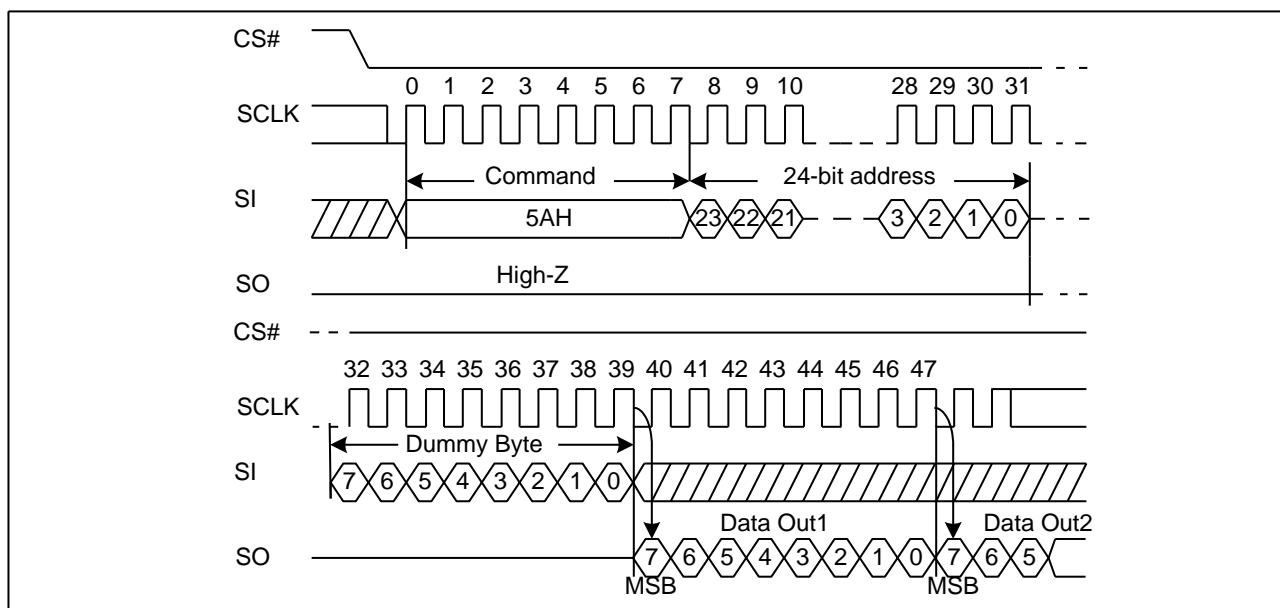 CS#
0 1 2 3 4 5 6 7 8 9 10 28 29 30 31
SCLK
Command 24-bit address
SI
5AH 23 22 21 3 2 1 0
High-Z
SO
CS#
32 33 34 35 36 37 38 39 40 41 42 43 44 45 46 47
SCLK
Dummy Byte
SI
7 6 5 4 3 2 1 0
Data Out1 Data Out2
SO
7 6 5 4 3 2 1 0 7 6 5
MSB MSB